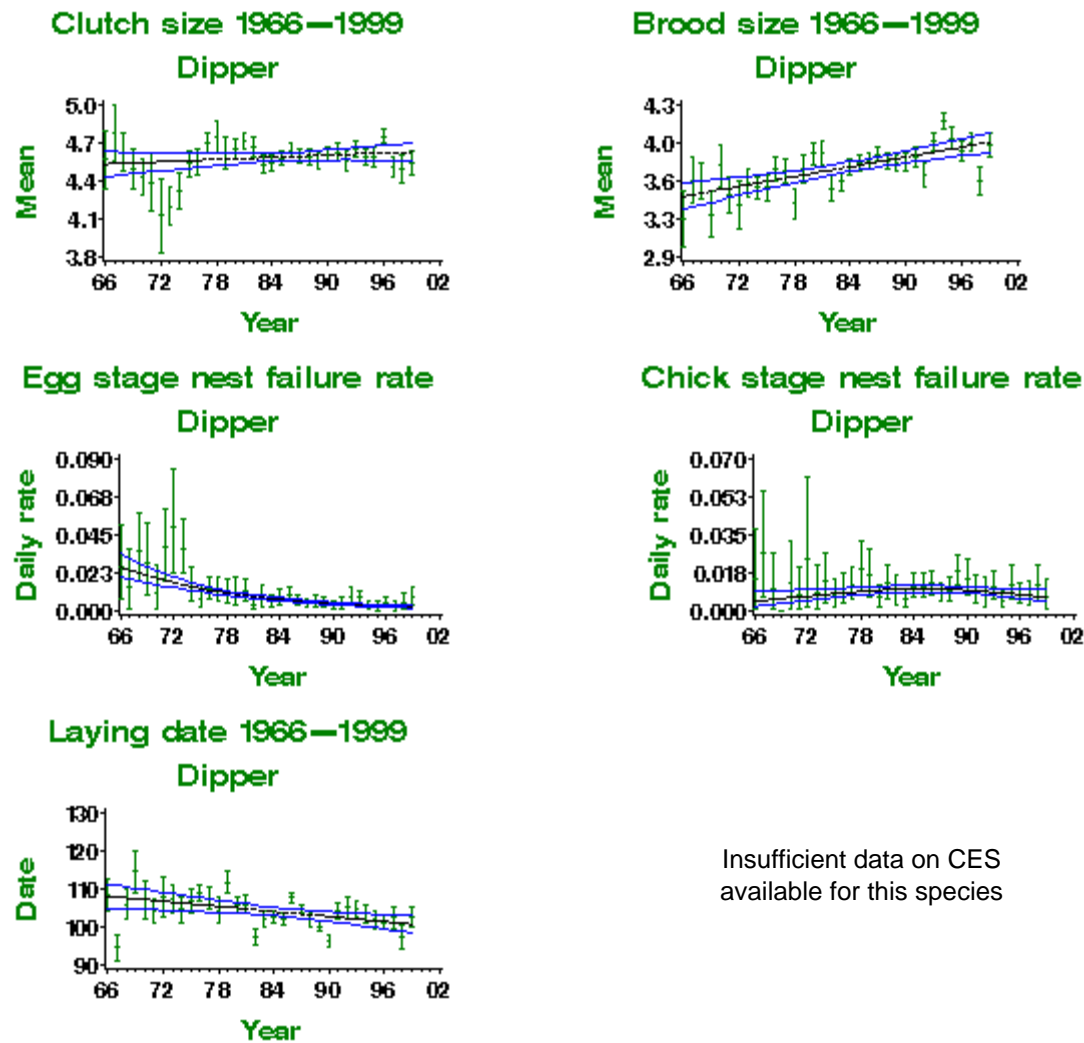 Clutch size 1966—1999
Dipper
5.0
4.7
4.4
4.1
3.8
Mean
66 72 78 84 90 96 02
Year
Brood size 1966—1999
Dipper
4.3
4.0
3.6
3.3
2.9
Mean
66 72 78 84 90 96 02
Year
Egg stage nest failure rate
Dipper
0.090
0.068
0.045
0.023
0.000
Daily rate
66 72 78 84 90 96 02
Year
Chick stage nest failure rate
Dipper
0.070
0.053
0.035
0.018
0.000
Daily rate
66 72 78 84 90 96 02
Year
Laying date 1966—1999
Dipper
130
120
110
100
90
Date
66 72 78 84 90 96 02
Year
Insufficient data on CES
available for this species